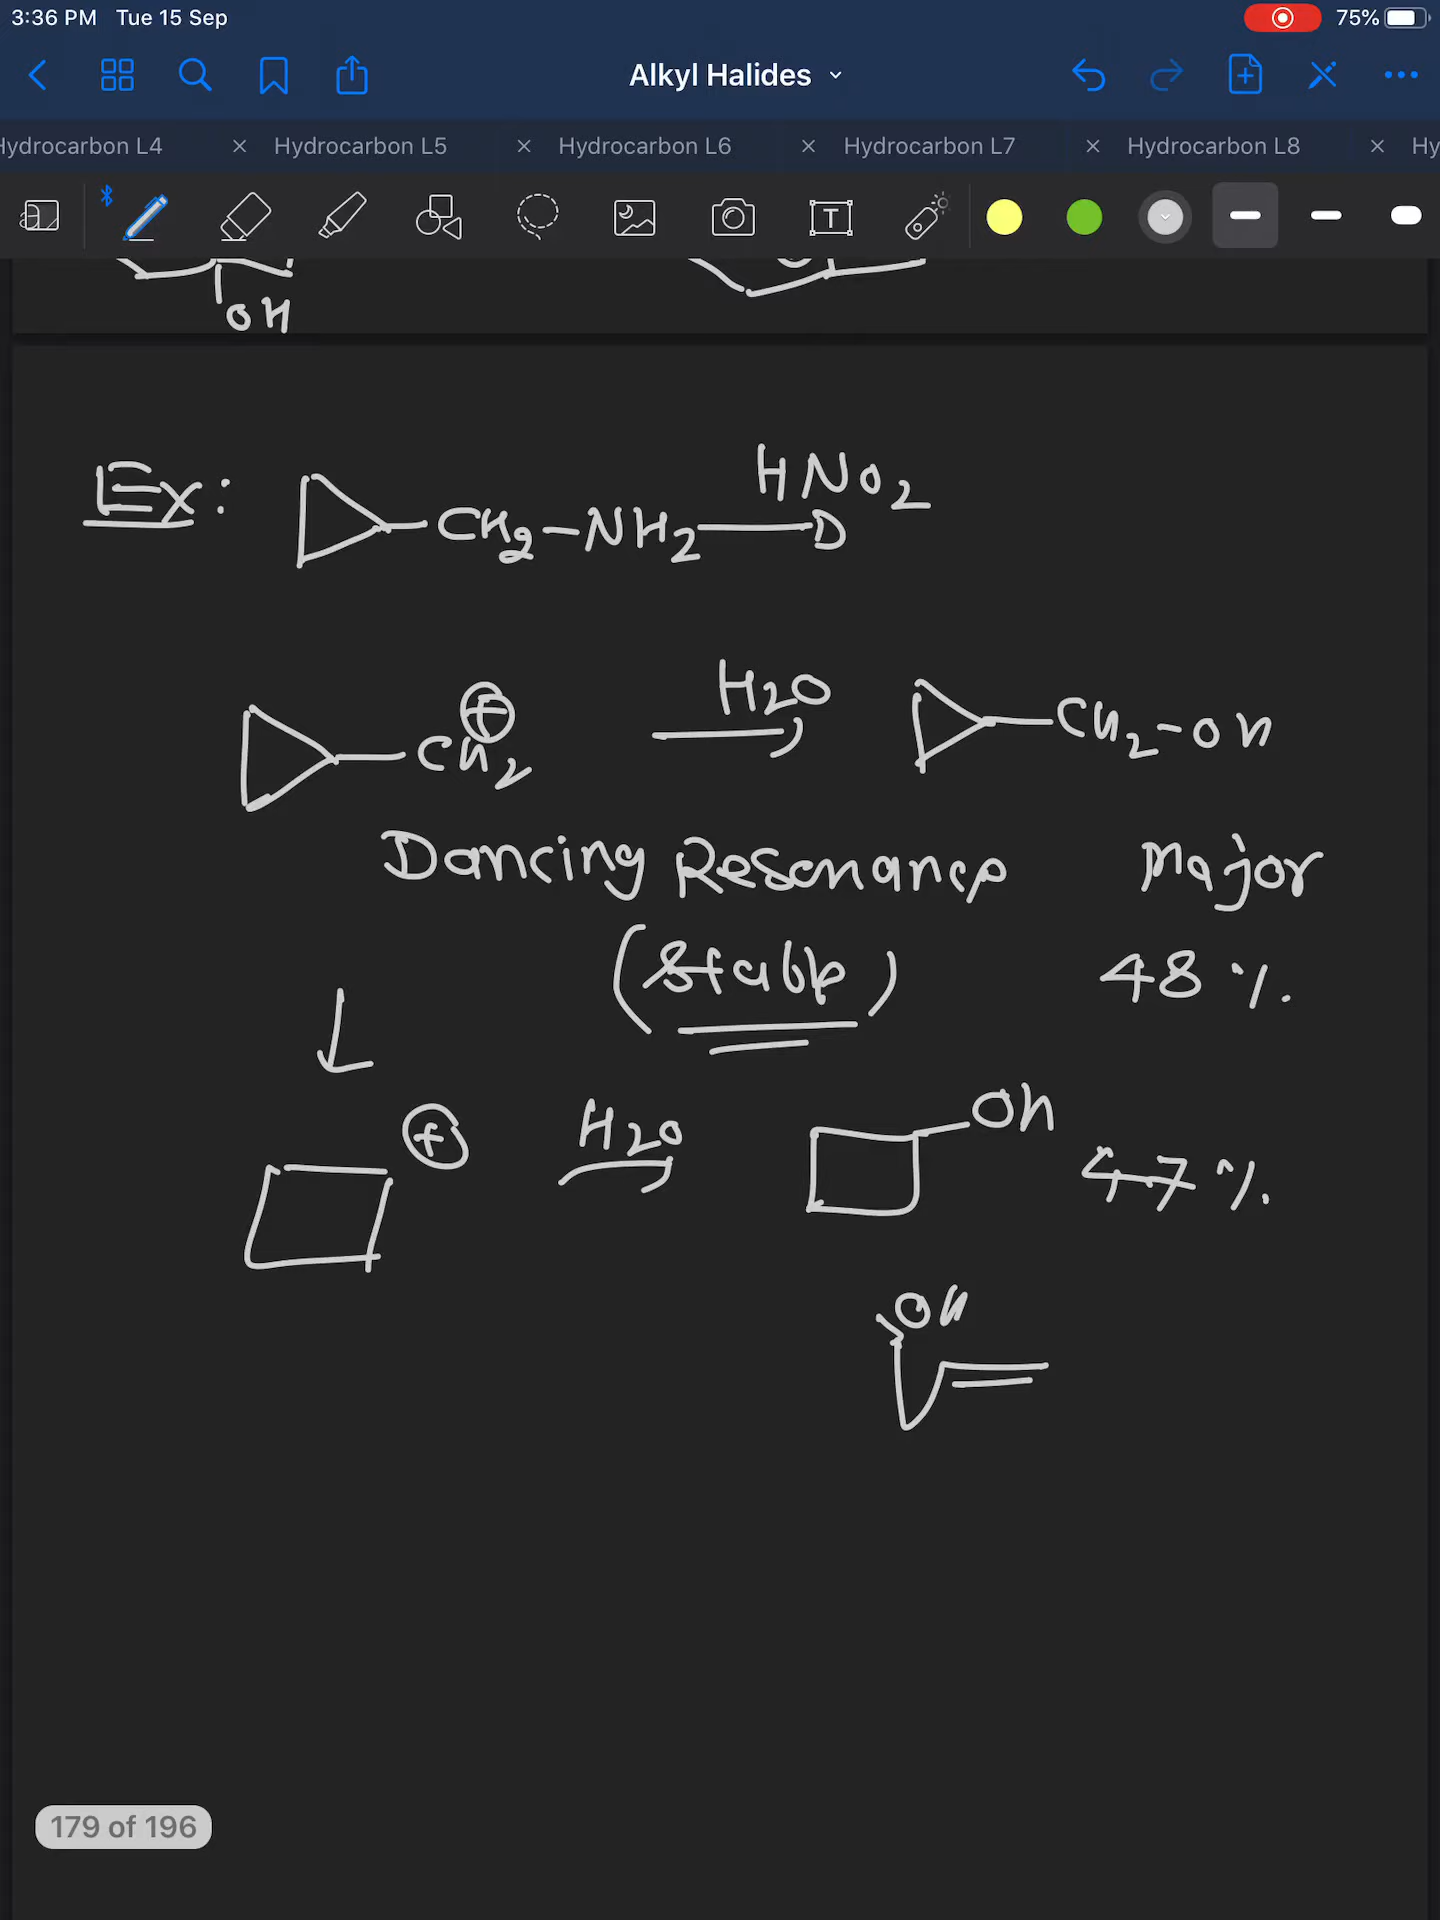 3:36 PM Tue 15 Sep 75%
Alkyl Halides
Hydrocarbon L4 × Hydrocarbon L5 × Hydrocarbon L6 × Hydrocarbon L7 × Hydrocarbon L8 × Hy
a T
OH
Ex: CH2-NH2 HNO2
CH2 + H2O CH2-OH
Dancing Resonance Major
(Stable) 48 %.
+ H2O OH 47 %.
OH
179 of 196